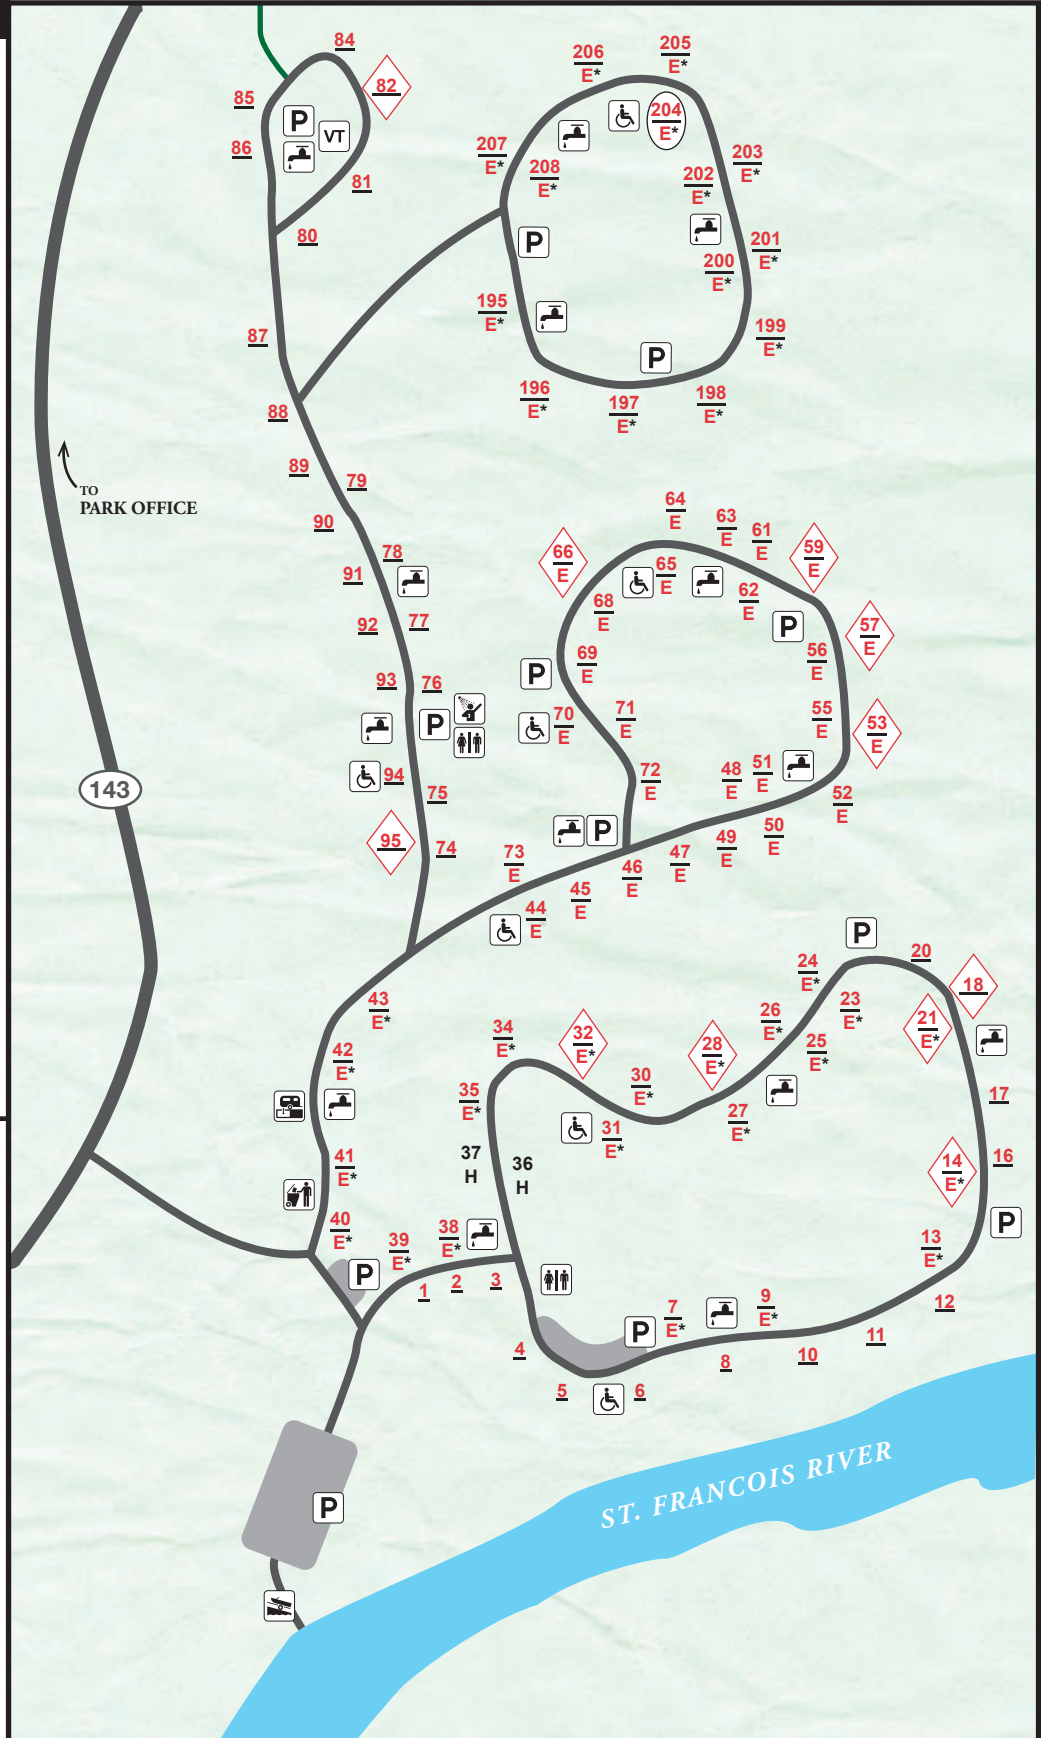 84
82
85
P
VT
86
81
80
87
88
89
79
90
78
91
92
77
93
76
P
94
75
95
74
206
E*
205
E*
204
E*
207
E*
208
E*
203
E*
202
E*
P
201
E*
200
E*
195
E*
199
E*
P
196
E*
197
E*
198
E*
TO
PARK OFFICE
143
64
E
63
E
61
E
59
E
66
E
65
E
62
E
68
E
P
57
E
56
E
69
E
P
70
E
71
E
55
E
53
E
72
E
48
E
51
E
52
E
P
50
E
49
E
47
E
46
E
73
E
45
E
44
E
43
E*
42
E*
41
E*
40
E*
39
E*
38
E*
P
1
2
3
34
E*
32
E*
28
E*
26
E*
24
E*
P
20
18
23
E*
21
E*
25
E*
35
E*
30
E*
31
E*
27
E*
17
37
H
36
H
14
E*
16
P
13
E*
12
11
10
9
E*
8
7
E*
P
4
5
6
P
ST. FRANCOIS RIVER